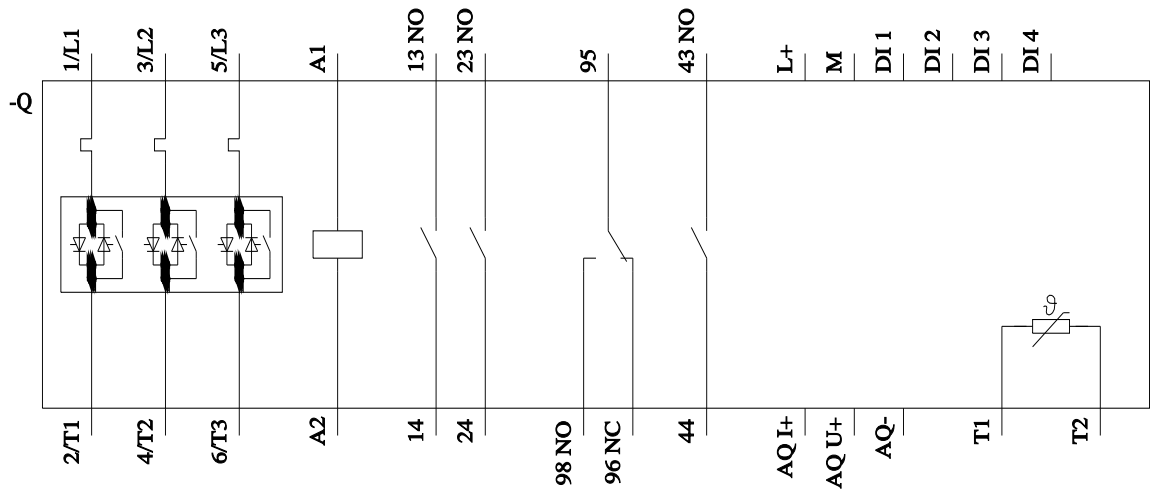 1/L1
3/L2
5/L3
A1
13 NO
23 NO
95
43 NO
L+
M
DI 1
DI 2
DI 3
DI 4
-Q
ϑ
2/T1
4/T2
6/T3
A2
14
24
98 NO
96 NC
44
AQ I+
AQ U+
AQ-
T1
T2